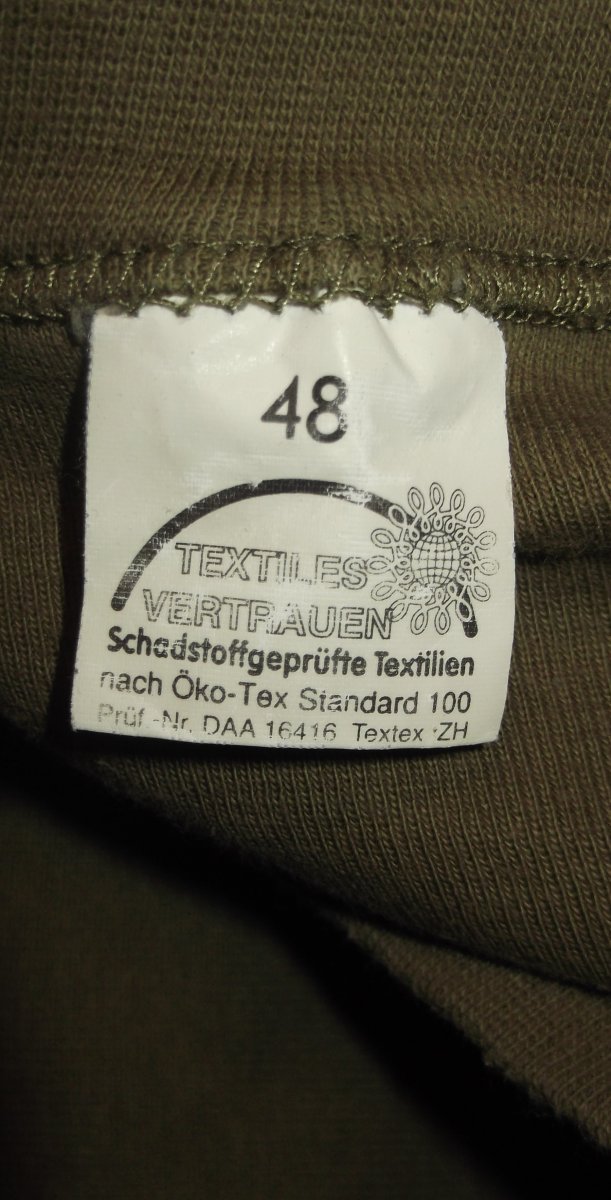 48
TEXTILES
VERTRAUEN
Schadstoffgeprüfte Textilien
nach Öko-Tex Standard 100
Prüf.-Nr. DAA 16416 Textex ZH